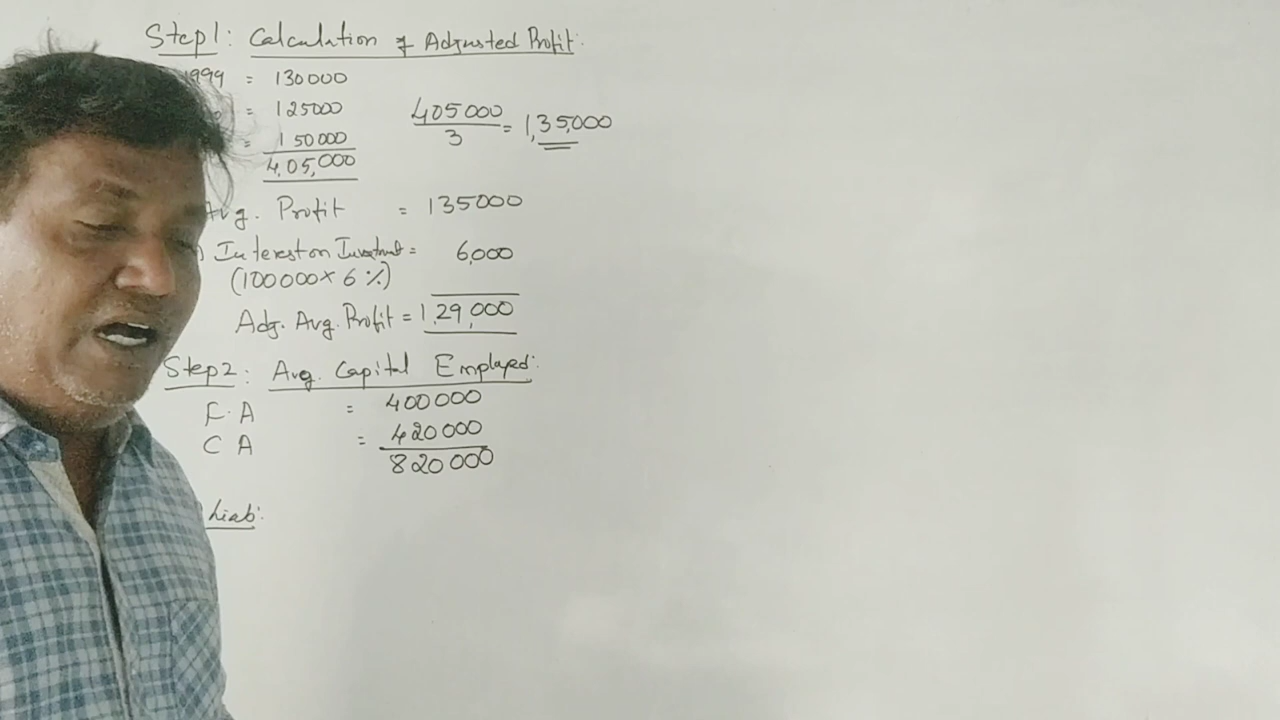 Step1: Calculation of Adjusted Profit:
1999 = 130000
= 125000
= 150000
4,05,000
405000 / 3 = 1,35,000
Avg. Profit = 135000
Interest on Investment = 6,000
(100000 x 6%)
Adj. Avg. Profit = 1,29,000
Step2: Avg. Capital Employed:
F.A = 400000
C A = 420000
820000
Liab: